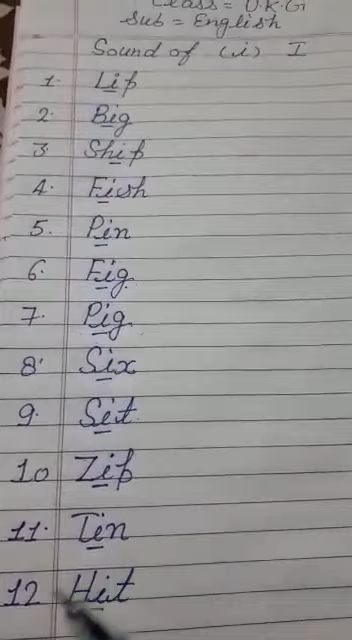 Class = U.K.G
Sub = English
Sound of (i) I
1. Lip
2. Big
3 Ship
4. Fish
5. Pin
6. Fig
7. Pig
8. Six
9. Sit
10 Zip
11. Tin
12 Hit